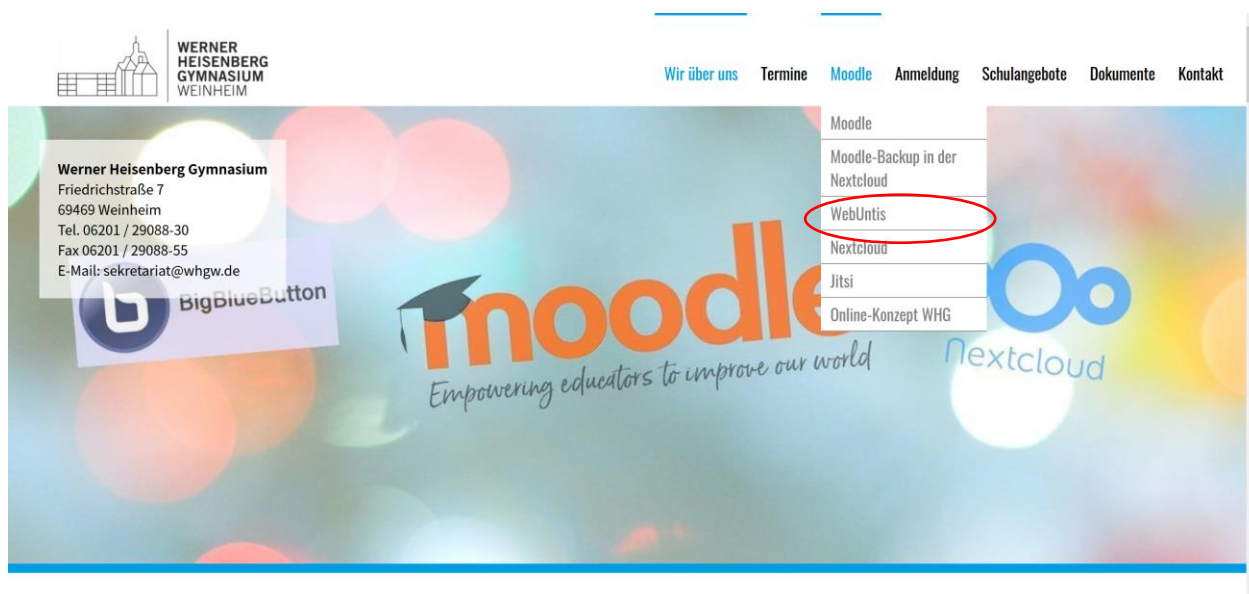 WERNER
HEISENBERG
GYMNASIUM
WEINHEIM
Wir über uns Termine Moodle Anmeldung Schulangebote Dokumente Kontakt
Moodle
Moodle-Backup in der
Nextcloud
WebUntis
Nextcloud
Jitsi
Online-Konzept WHG
Werner Heisenberg Gymnasium
Friedrichstraße 7
69469 Weinheim
Tel. 06201 / 29088-30
Fax 06201 / 29088-55
E-Mail: sekretariat@whgw.de
b BigBlueButton
moodle
Empowering educators to improve our world
Nextcloud